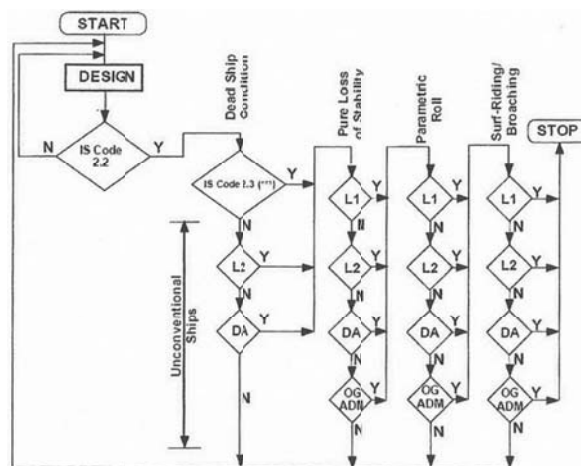 START
DESIGN
N
IS Code
2.2
Y
Dead Ship
Condition
IS Code 2.3 (***)
Y
N
L2
Y
N
DA
Y
N
Unconventional
Ships
Pure Loss
of Stability
L1
Y
N
L2
Y
N
DA
Y
N
OG
ADM
Y
N
Parametric
Roll
L1
Y
N
L2
Y
N
DA
Y
N
OG
ADM
Y
N
Surf-Riding/
Broaching
L1
Y
N
L2
Y
N
DA
Y
N
OG
ADM
Y
N
STOP